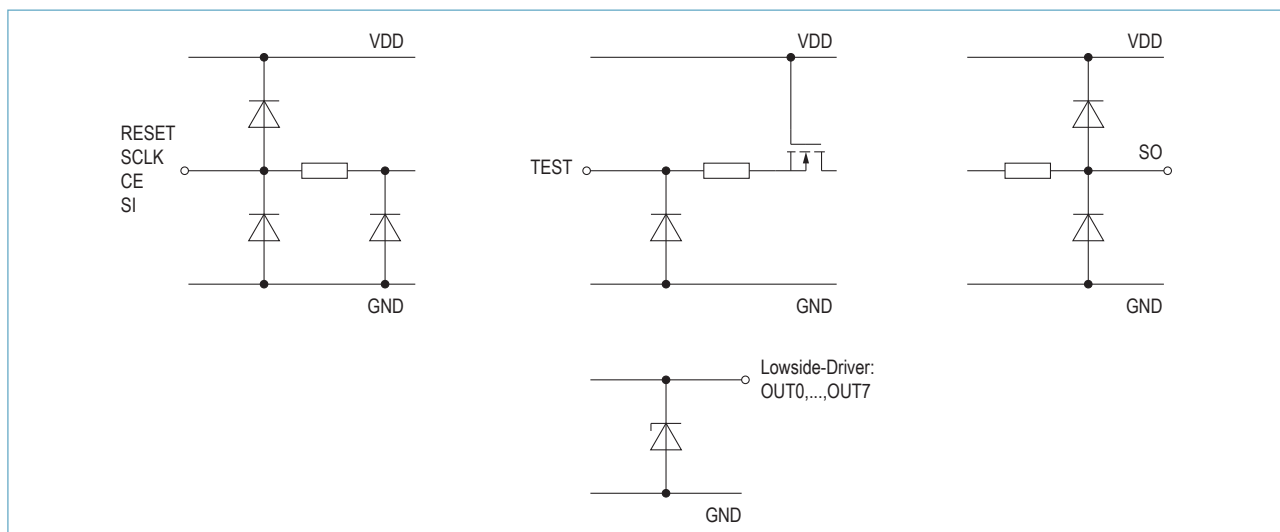 VDD
RESET
SCLK
CE
SI
GND
VDD
TEST
GND
VDD
SO
GND
Lowside-Driver:
OUT0,...,OUT7
GND